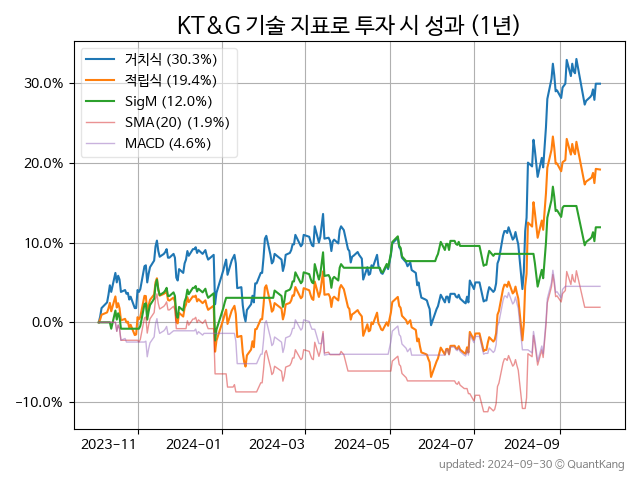 KT&G 기술 지표로 투자 시 성과 (1년)
거치식 (30.3%)
적립식 (19.4%)
SigM (12.0%)
SMA(20) (1.9%)
MACD (4.6%)
30.0%
20.0%
10.0%
0.0%
−10.0%
2023-11 2024-01 2024-03 2024-05 2024-07 2024-09
updated: 2024-09-30 © QuantKang